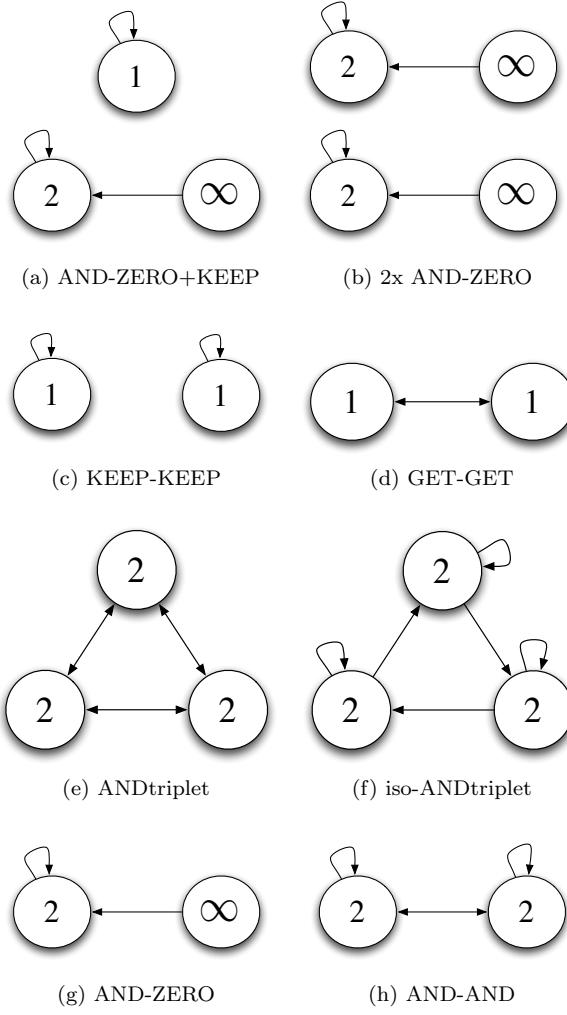 1
2 ∞
2 ∞
2 ∞
(a) AND-ZERO+KEEP
(b) 2x AND-ZERO
1 1
1 1
(c) KEEP-KEEP
(d) GET-GET
2
2 2
2
2 2
(e) ANDtriplet
(f) iso-ANDtriplet
2 ∞
2 2
(g) AND-ZERO
(h) AND-AND